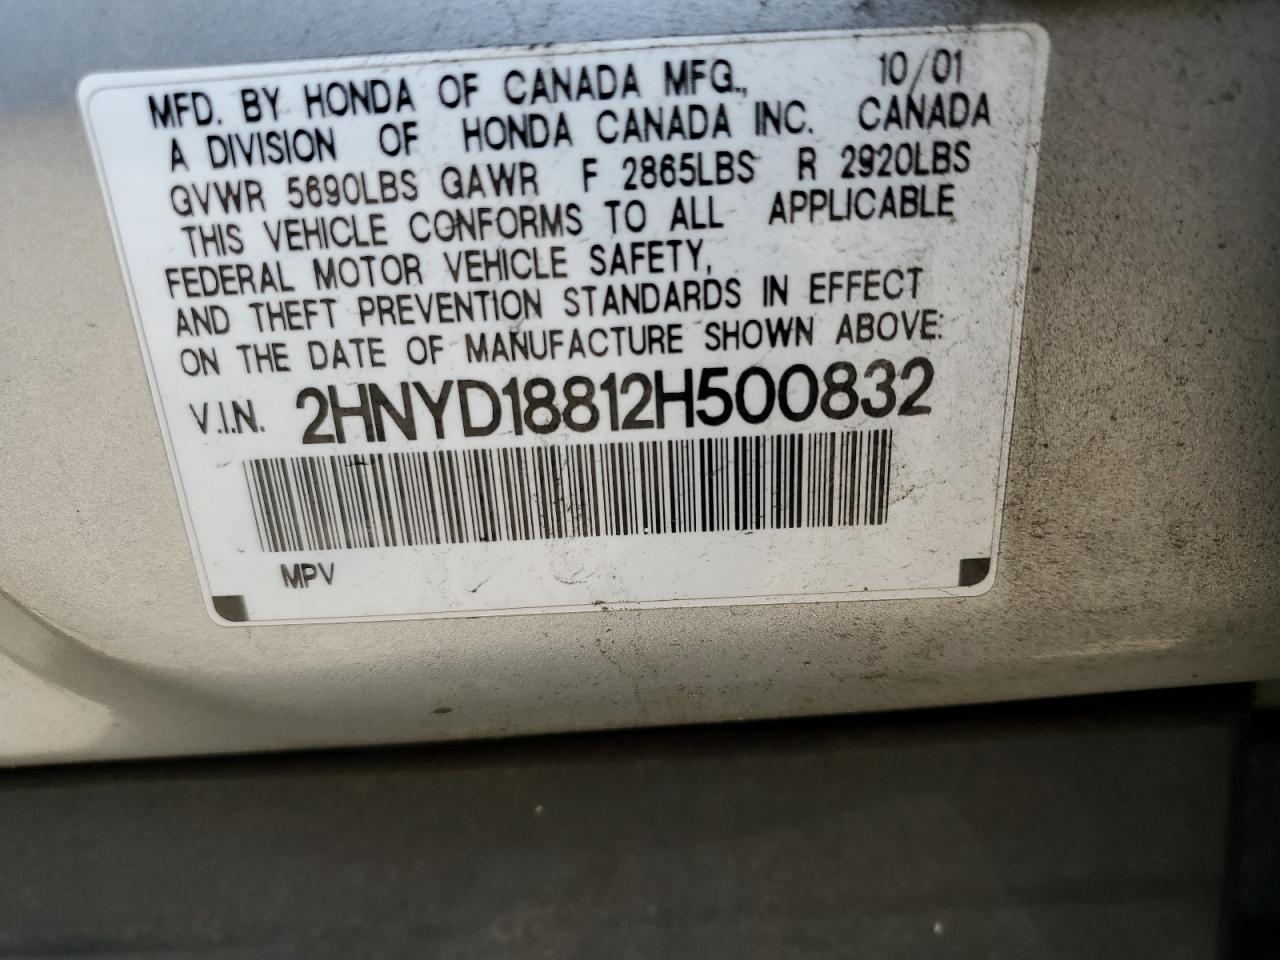 MFD. BY HONDA OF CANADA MFG., 10/01
A DIVISION OF HONDA CANADA INC. CANADA
GVWR 5690LBS GAWR F 2865LBS R 2920LBS
THIS VEHICLE CONFORMS TO ALL APPLICABLE
FEDERAL MOTOR VEHICLE SAFETY,
AND THEFT PREVENTION STANDARDS IN EFFECT
ON THE DATE OF MANUFACTURE SHOWN ABOVE:
V.I.N. 2HNYD18812H500832
MPV